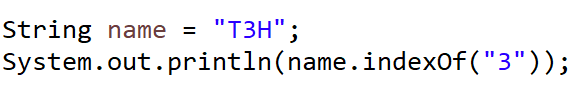 String name = "T3H";
System.out.println(name.indexOf("3"));